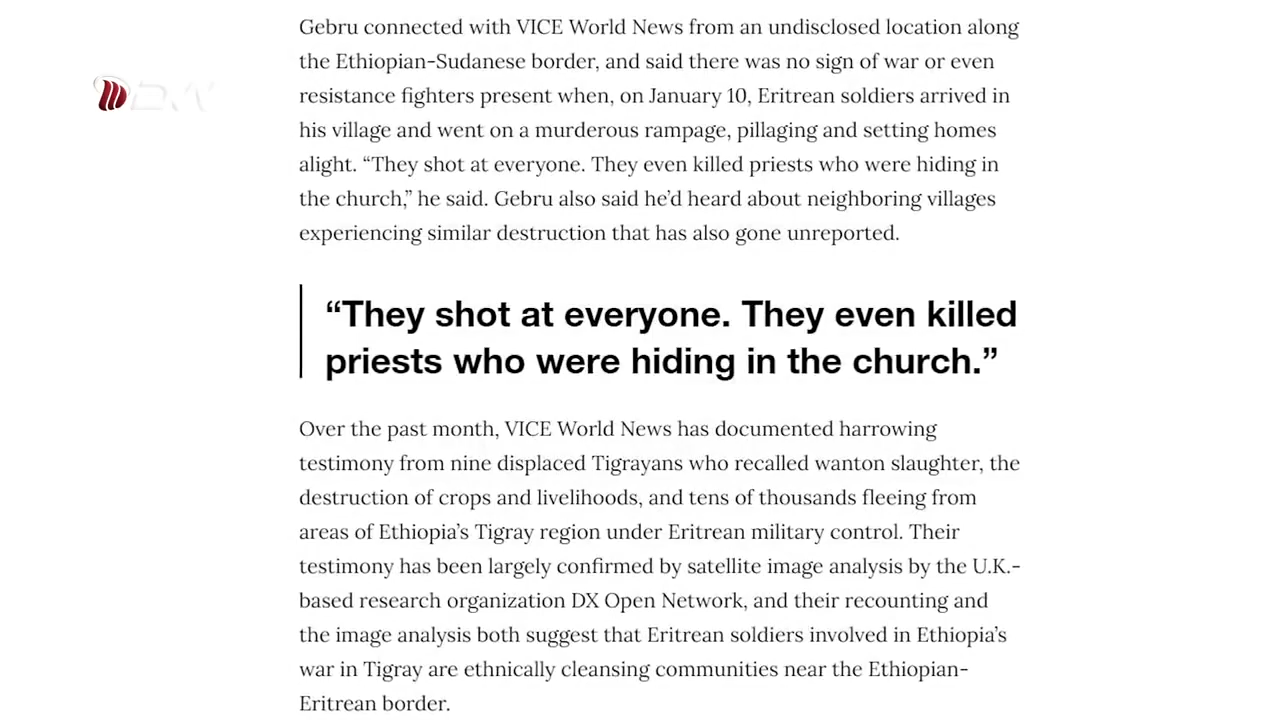 Gebru connected with VICE World News from an undisclosed location along
the Ethiopian-Sudanese border, and said there was no sign of war or even
resistance fighters present when, on January 10, Eritrean soldiers arrived in
his village and went on a murderous rampage, pillaging and setting homes
alight. “They shot at everyone. They even killed priests who were hiding in
the church,” he said. Gebru also said he’d heard about neighboring villages
experiencing similar destruction that has also gone unreported.
“They shot at everyone. They even killed
priests who were hiding in the church.”
Over the past month, VICE World News has documented harrowing
testimony from nine displaced Tigrayans who recalled wanton slaughter, the
destruction of crops and livelihoods, and tens of thousands fleeing from
areas of Ethiopia’s Tigray region under Eritrean military control. Their
testimony has been largely confirmed by satellite image analysis by the U.K.-
based research organization DX Open Network, and their recounting and
the image analysis both suggest that Eritrean soldiers involved in Ethiopia’s
war in Tigray are ethnically cleansing communities near the Ethiopian-
Eritrean border.